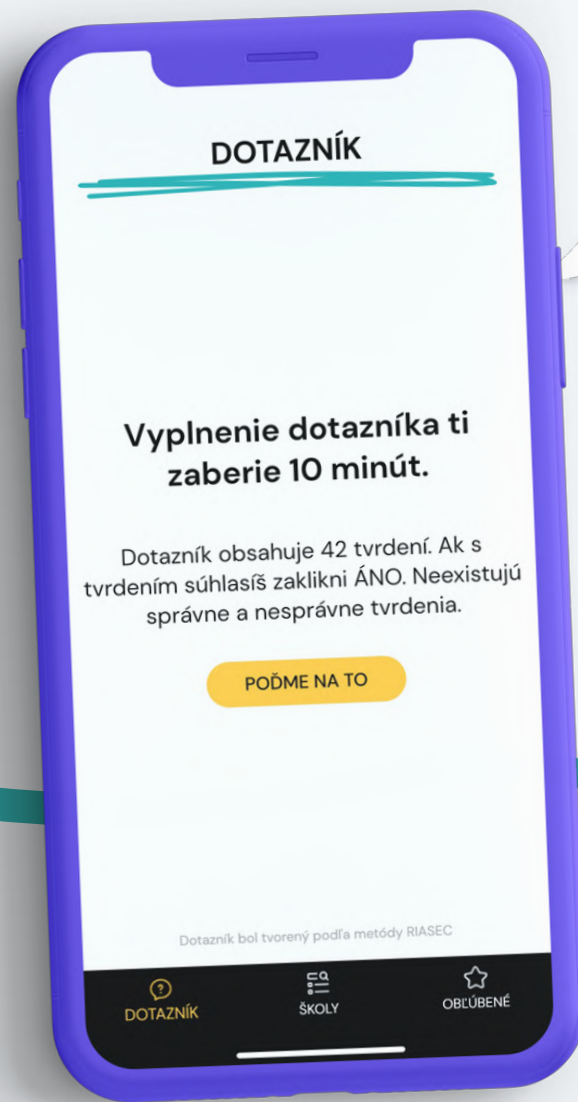 DOTAZNÍK
Vyplnenie dotazníka ti
zaberie 10 minút.
Dotazník obsahuje 42 tvrdení. Ak s
tvrdením súhlasíš zaklikni ÁNO. Neexistujú
správne a nesprávne tvrdenia.
POĎME NA TO
Dotazník bol tvorený podľa metódy RIASEC
DOTAZNÍK
ŠKOLY
OBĽÚBENÉ